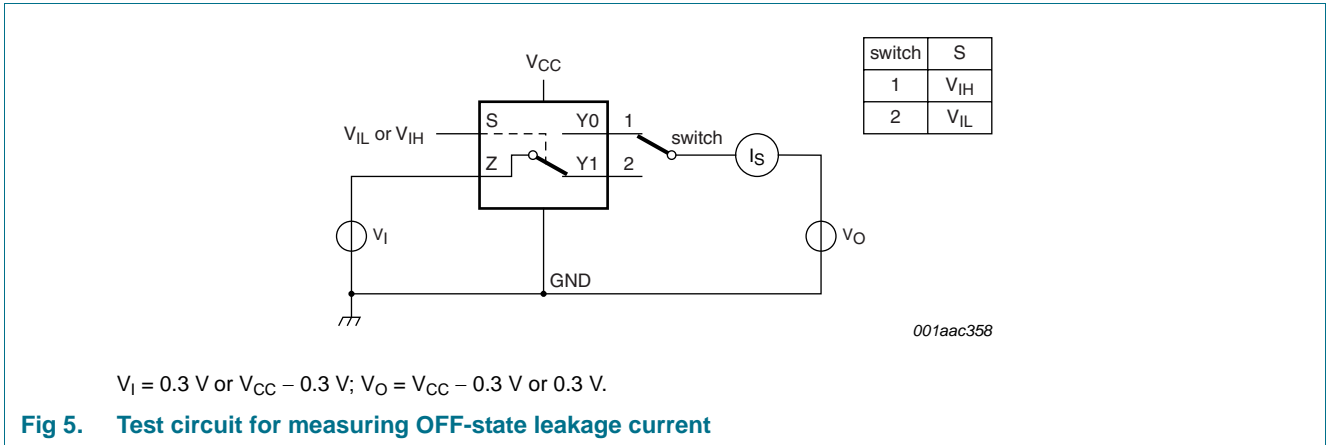 VCC
switch S
1 VIH
2 VIL
VIL or VIH
S
Y0
1
switch
IS
Z
Y1
2
VI
VO
GND
001aac358
VI = 0.3 V or VCC − 0.3 V; VO = VCC − 0.3 V or 0.3 V.
Fig 5. Test circuit for measuring OFF-state leakage current